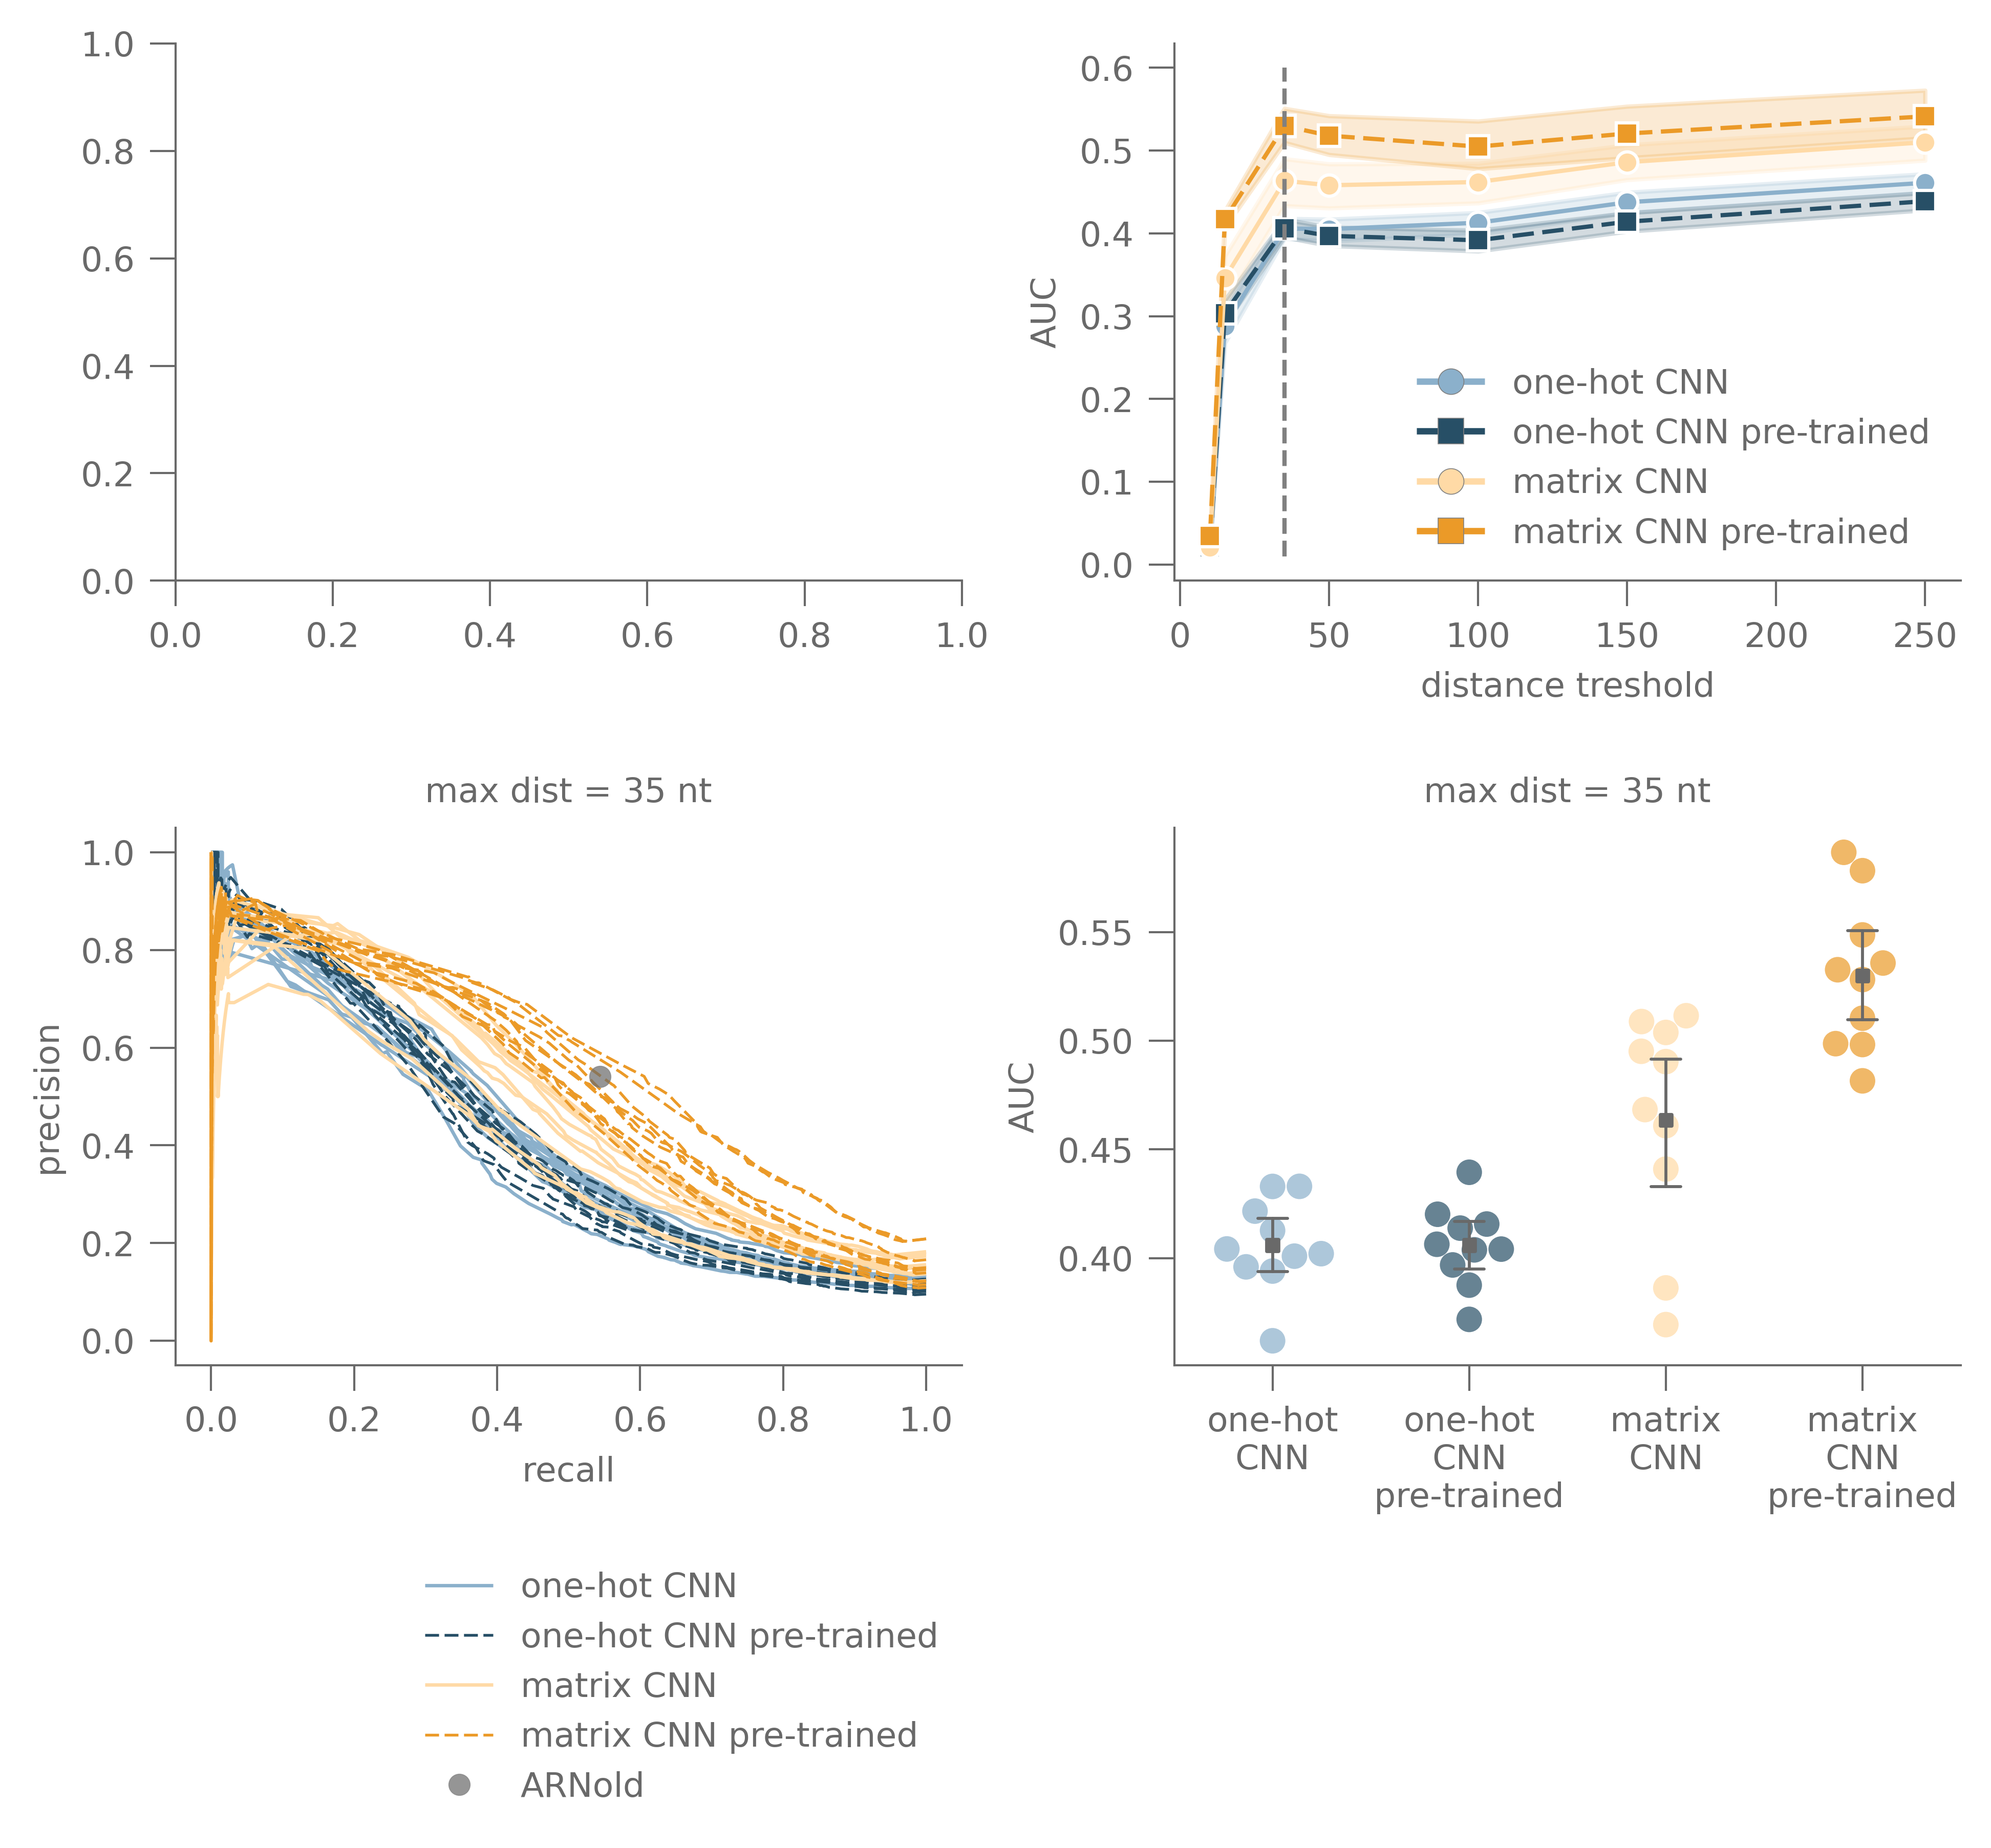 1.0
0.8
0.6
0.4
0.2
0.0
0.0 0.2 0.4 0.6 0.8 1.0
0.6
0.5
0.4
0.3
0.2
0.1
0.0
AUC
one-hot CNN
one-hot CNN pre-trained
matrix CNN
matrix CNN pre-trained
0 50 100 150 200 250
distance treshold
max dist = 35 nt
1.0
0.8
0.6
0.4
0.2
0.0
precision
0.0 0.2 0.4 0.6 0.8 1.0
recall
one-hot CNN
one-hot CNN pre-trained
matrix CNN
matrix CNN pre-trained
ARNold
max dist = 35 nt
0.55
0.50
0.45
0.40
AUC
one-hot
CNN
one-hot
CNN
pre-trained
matrix
CNN
matrix
CNN
pre-trained